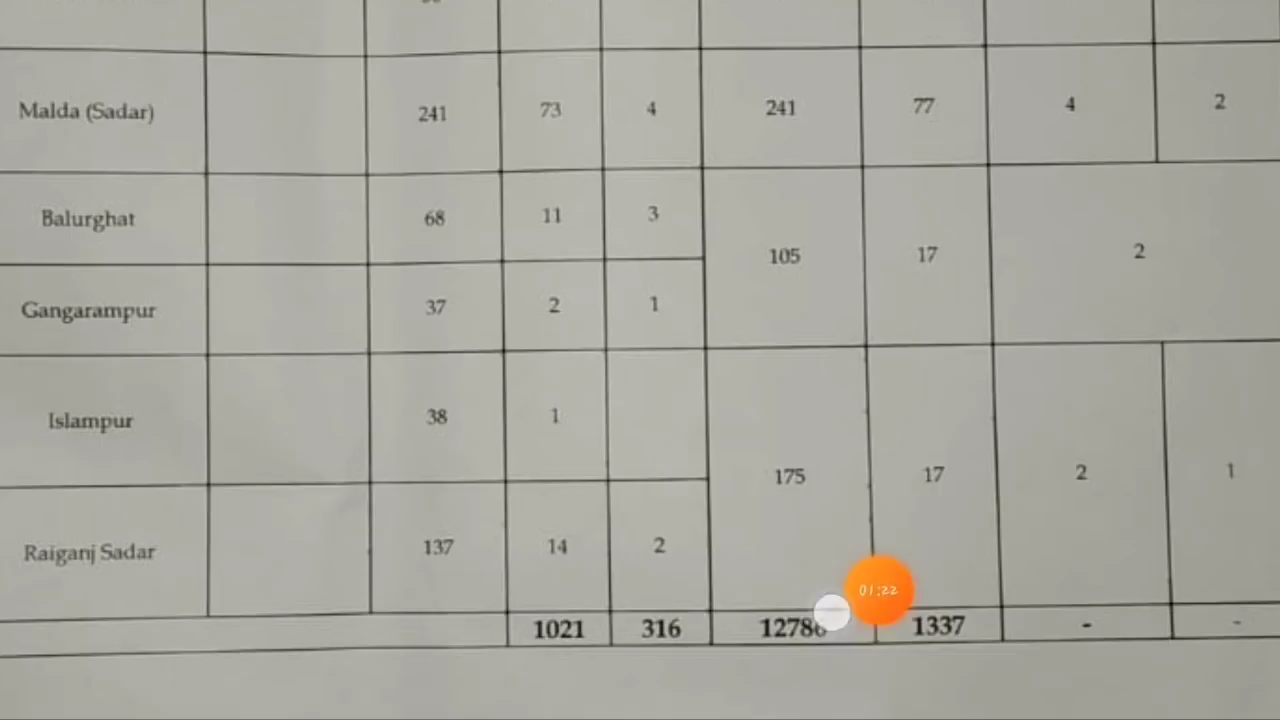 Malda (Sadar) 241 73 4 241 77 4 2
Balurghat 68 11 3
105 17 2
Gangarampur 37 2 1
Islampur 38 1
175 17 2 1
Raiganj Sadar 137 14 2
01:22
1021 316 12786 1337 - -